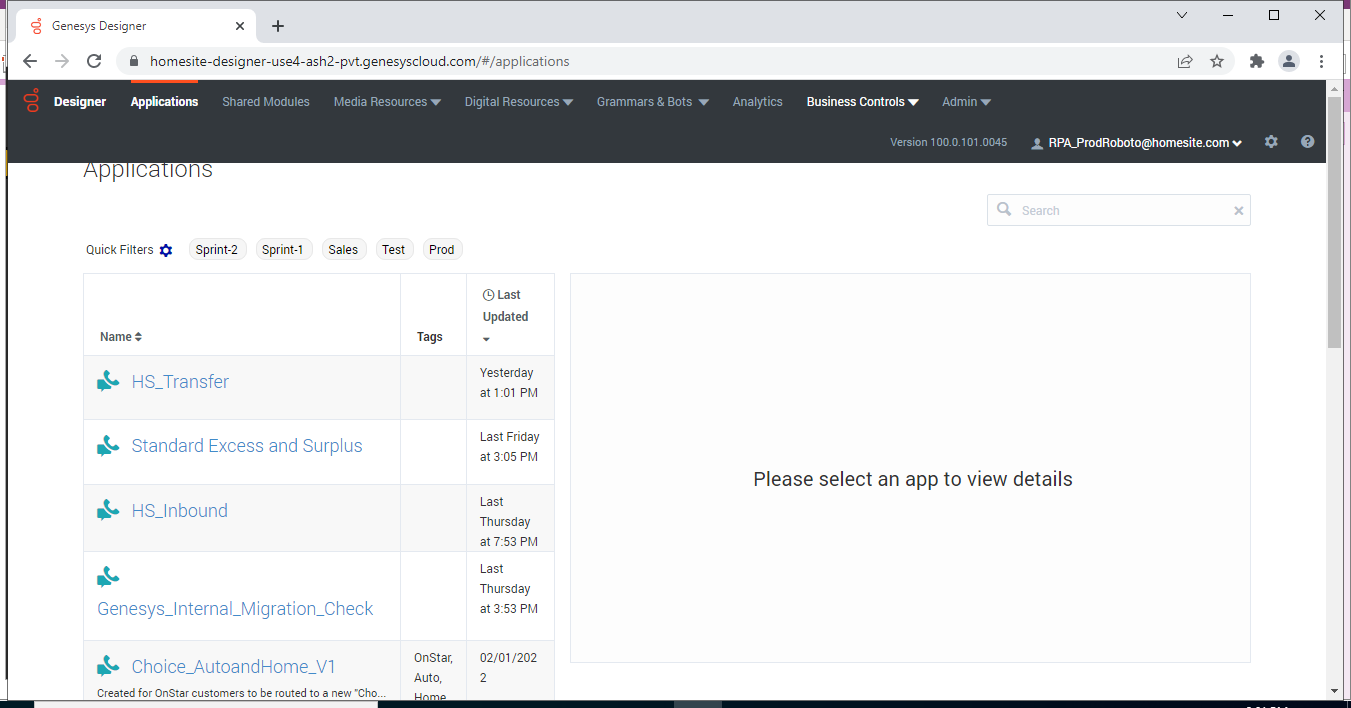 Genesys Designer
homesite-designer-use4-ash2-pvt.genesyscloud.com/#/applications
Designer Applications Shared Modules Media Resources Digital Resources Grammars & Bots Analytics Business Controls Admin
Version 100.0.101.0045 RPA_ProdRoboto@homesite.com
Applications
Search
Quick Filters Sprint-2 Sprint-1 Sales Test Prod
Name
Tags
Last
Updated
HS_Transfer
Yesterday
at 1:01 PM
Standard Excess and Surplus
Last Friday
at 3:05 PM
HS_Inbound
Last
Thursday
at 7:53 PM
Genesys_Internal_Migration_Check
Last
Thursday
at 3:53 PM
Choice_AutoandHome_V1
Created for OnStar customers to be routed to a new "Cho...
OnStar,
Auto,
Home
02/01/202
2
Please select an app to view details